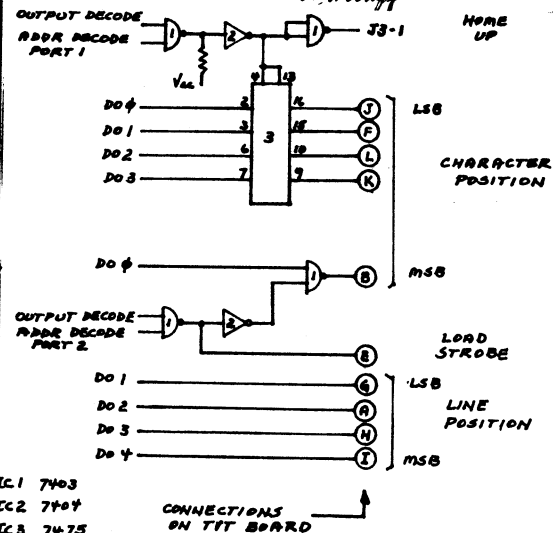 OUTPUT DECODE
ADDR DECODE
PORT 1
1
2
1
J3-1
HOME
UP
Vcc
4 13
DO φ 2 16 J LSB
DO 1 3 15 F
3
DO 2 6 10 L
DO 3 7 9 K
CHARACTER
POSITION
DO φ 1 B MSB
OUTPUT DECODE
ADDR DECODE
PORT 2
1
2
LOAD
STROBE
E
DO 1 G LSB
DO 2 A
LINE
POSITION
DO 3 H
DO 4 I MSB
IC1 7403
IC2 7404
IC3 7475
CONNECTIONS
ON TVT BOARD